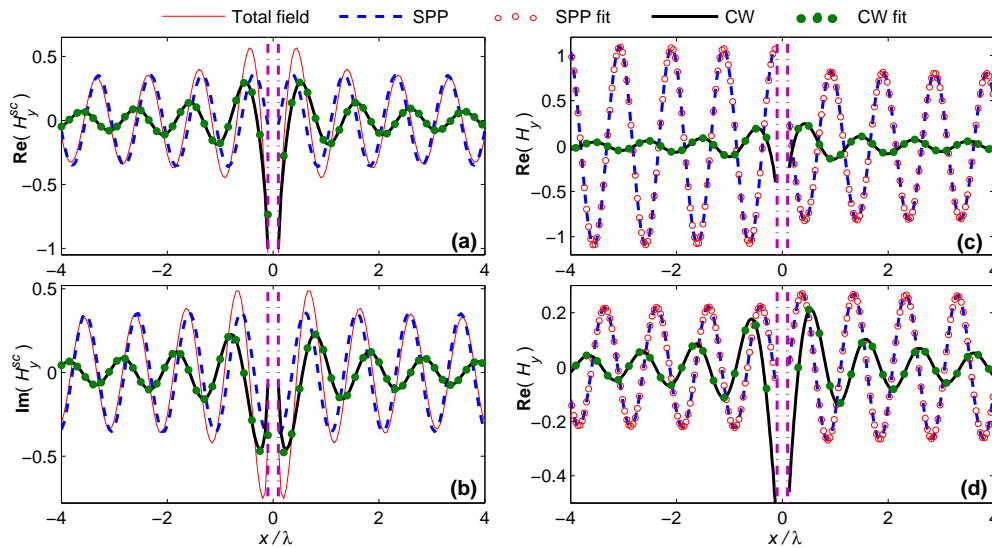 Total field SPP SPP fit CW CW fit
0.5
0
−0.5
−1
Re( H_y^sc )
(a)
−4 −2 0 2 4
1
0.5
0
−0.5
−1
Re( H_y )
(c)
−4 −2 0 2 4
0.5
0
−0.5
Im( H_y^sc )
(b)
−4 −2 0 2 4
x / λ
0.2
0
−0.2
−0.4
Re( H_y )
(d)
−4 −2 0 2 4
x / λ